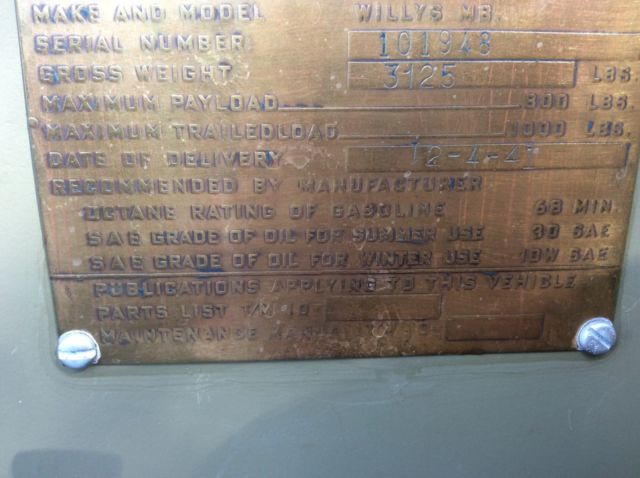 MAKE AND MODEL WILLYS MB.
SERIAL NUMBER 101948
GROSS WEIGHT 3125 LBS
MAXIMUM PAYLOAD 800 LBS.
MAXIMUM TRAILED LOAD 1000 LBS.
DATE OF DELIVERY 12-4-41
RECOMMENDED BY MANUFACTURER
OCTANE RATING OF GASOLINE 68 MIN.
SAE GRADE OF OIL FOR SUMMER USE 30 SAE
SAE GRADE OF OIL FOR WINTER USE 10W SAE
PUBLICATIONS APPLYING TO THIS VEHICLE
PARTS LIST T/M 10-
MAINTENANCE